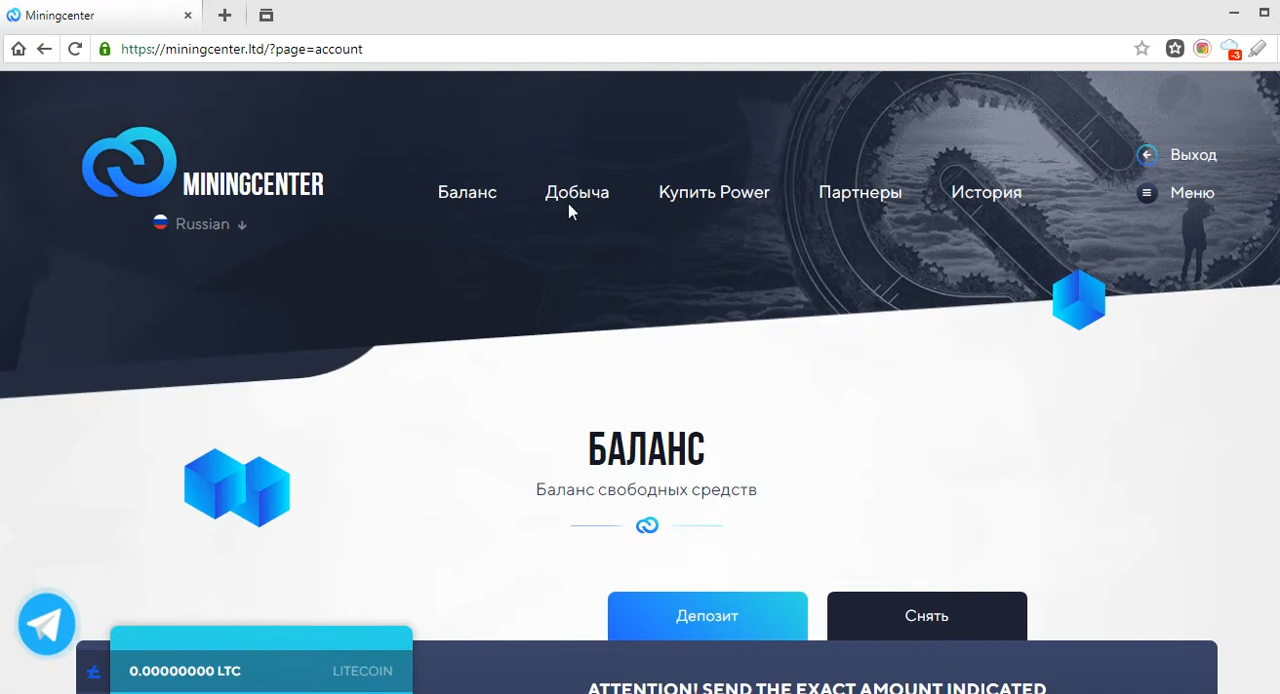 Miningcenter
https://miningcenter.ltd/?page=account
-3
MININGCENTER
Russian
Баланс
Добыча
Купить Power
Партнеры
История
Выход
Меню
БАЛАНС
Баланс свободных средств
Депозит
Снять
0.00000000 LTC
LITECOIN
ATTENTION! SEND THE EXACT AMOUNT INDICATED